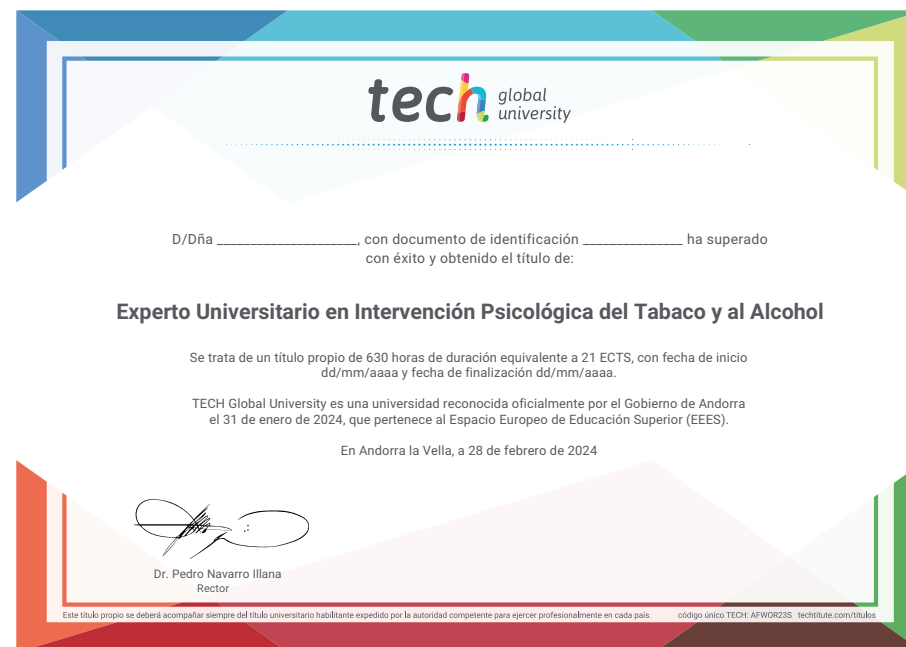 tech global
university
D/Dña _____________________, con documento de identificación _______________ ha superado
con éxito y obtenido el título de:
Experto Universitario en Intervención Psicológica del Tabaco y al Alcohol
Se trata de un título propio de 630 horas de duración equivalente a 21 ECTS, con fecha de inicio
dd/mm/aaaa y fecha de finalización dd/mm/aaaa.
TECH Global University es una universidad reconocida oficialmente por el Gobierno de Andorra
el 31 de enero de 2024, que pertenece al Espacio Europeo de Educación Superior (EEES).
En Andorra la Vella, a 28 de febrero de 2024
Dr. Pedro Navarro Illana
Rector
Este título propio se deberá acompañar siempre del título universitario habilitante expedido por la autoridad competente para ejercer profesionalmente en cada país. código único TECH: AFWOR23S techtitute.com/titulos